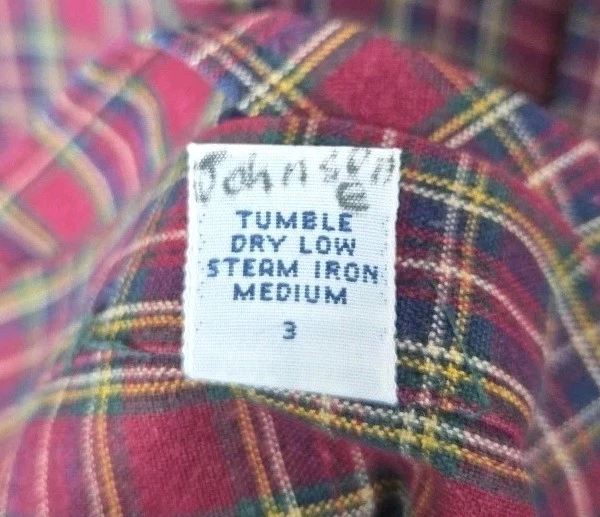 Johnson
E
TUMBLE
DRY LOW
STEAM IRON
MEDIUM
3